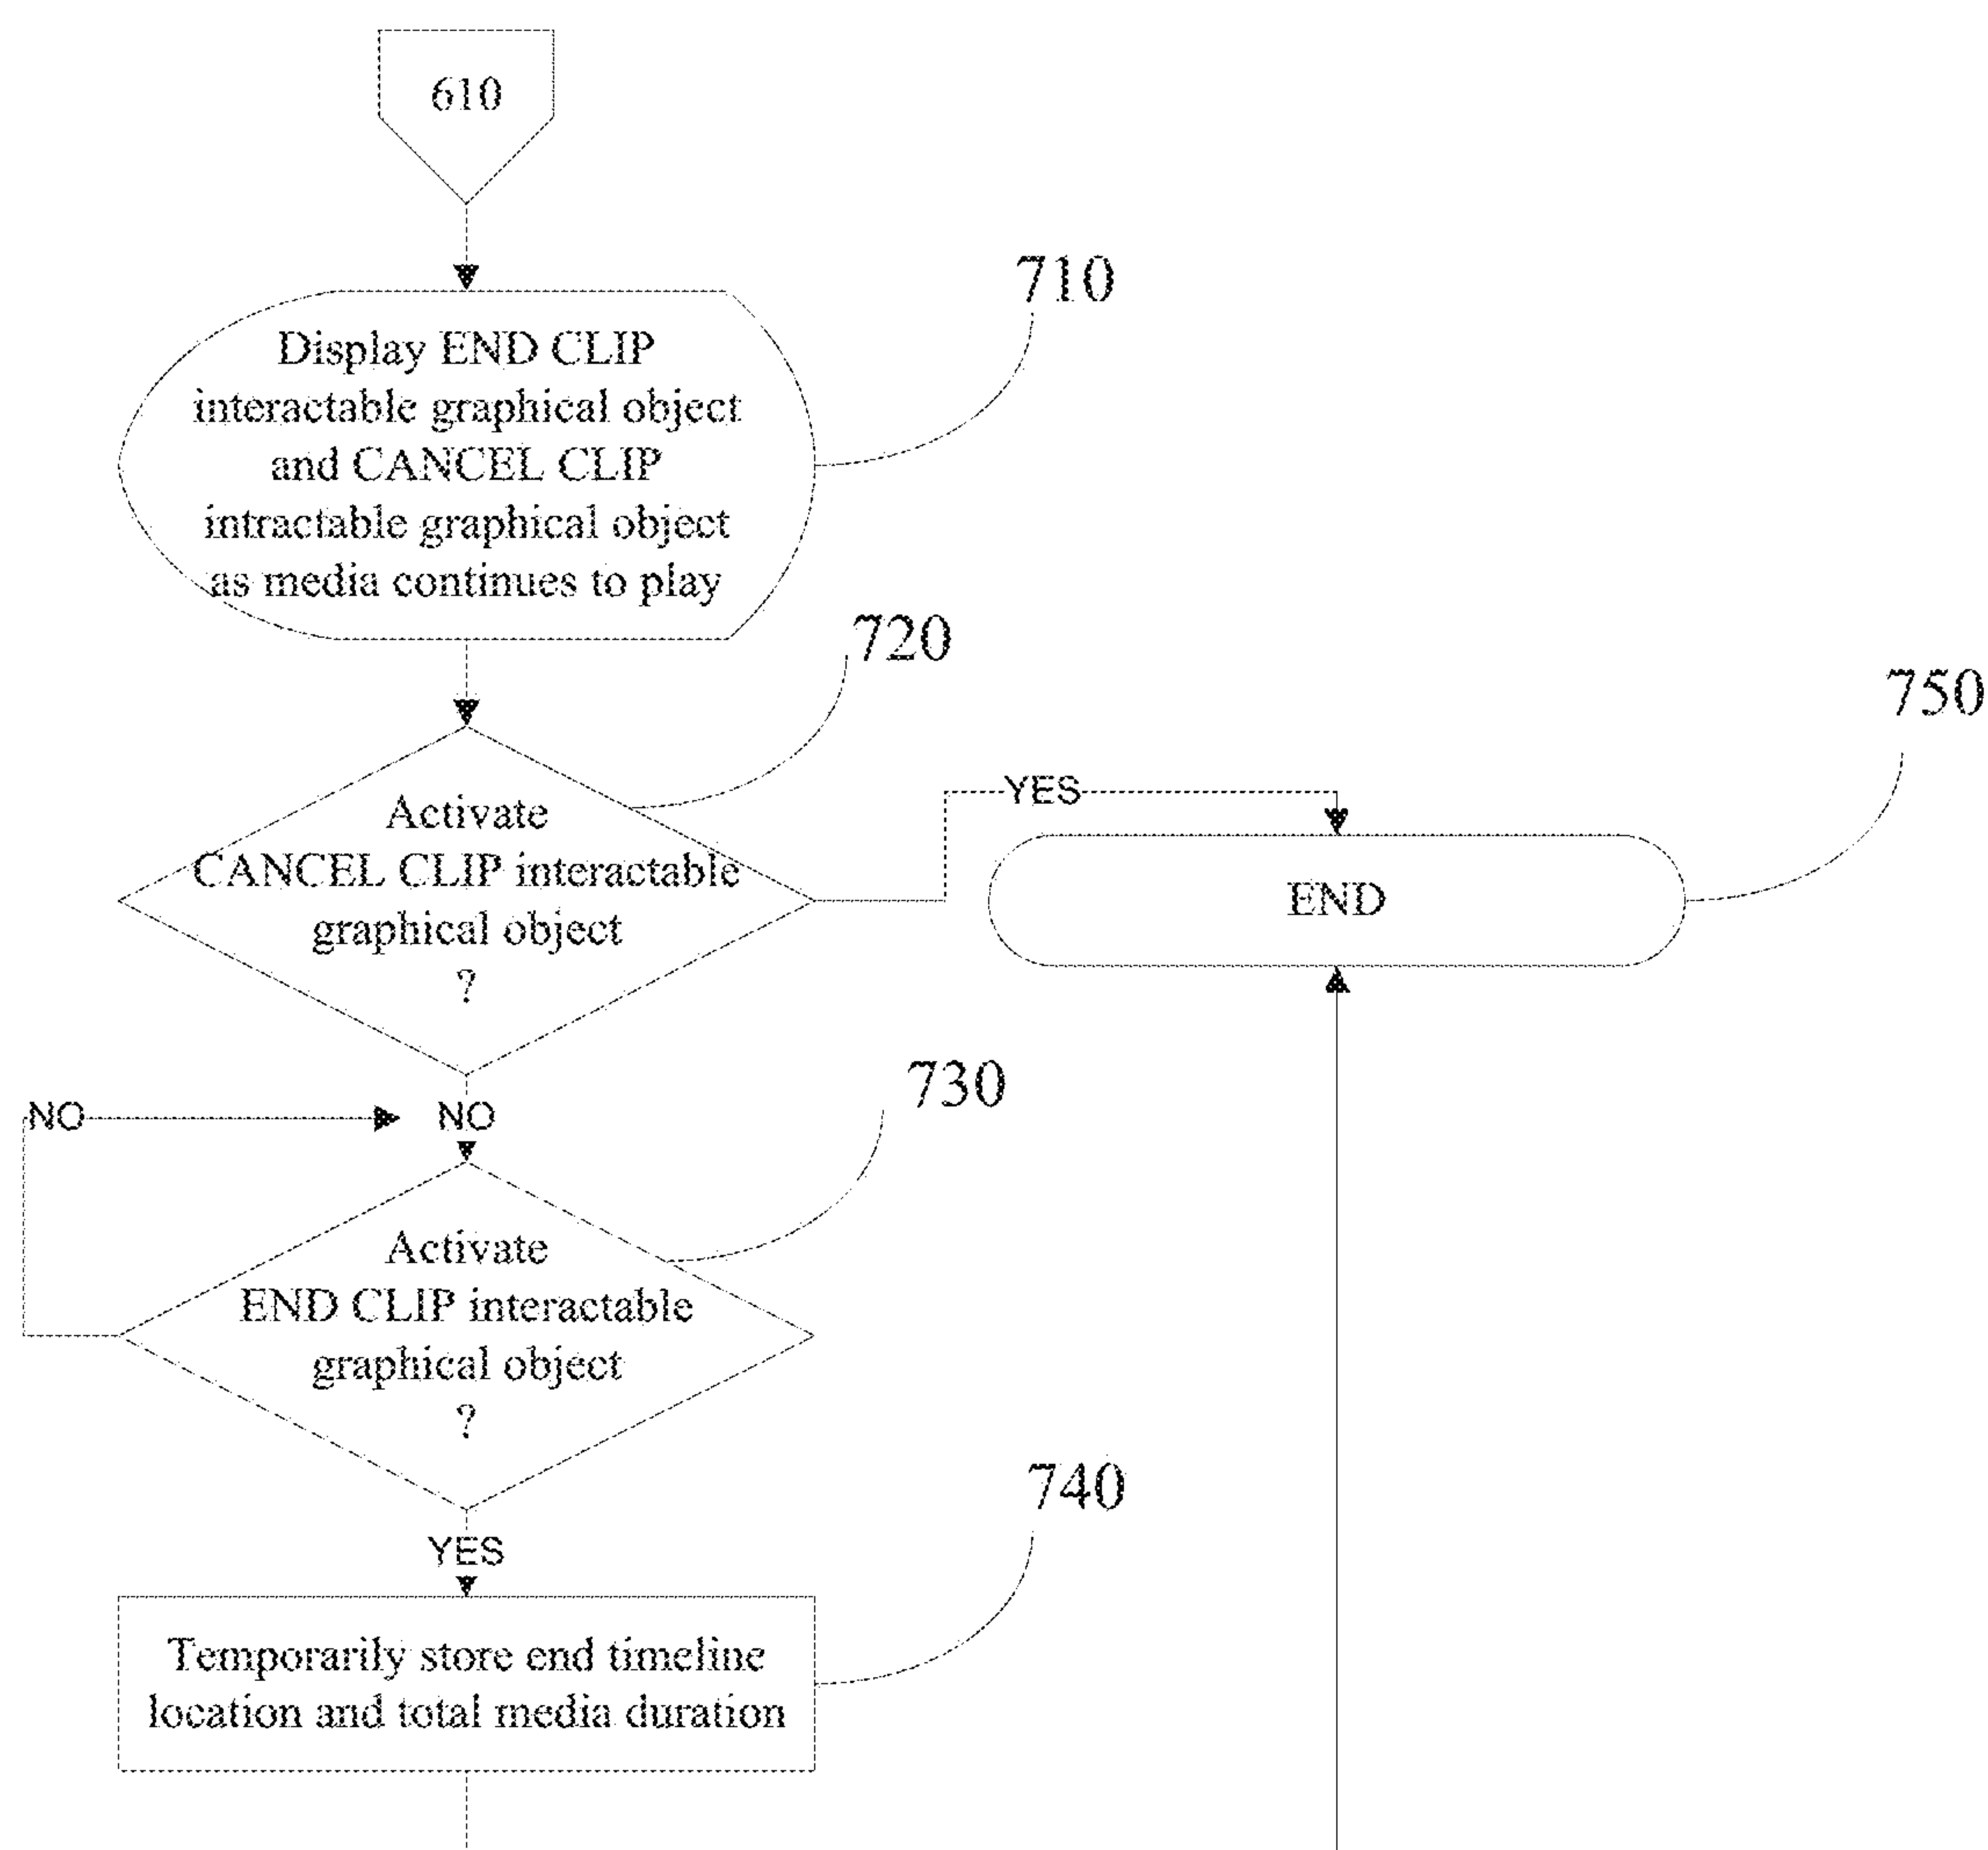 610
710
Display END CLIP
interactable graphical object
and CANCEL CLIP
intractable graphical object
as media continues to play
720
750
YES
Activate
CANCEL CLIP interactable
graphical object
?
END
730
NO
NO
Activate
END CLIP interactable
graphical object
?
740
YES
Temporarily store end timeline
location and total media duration